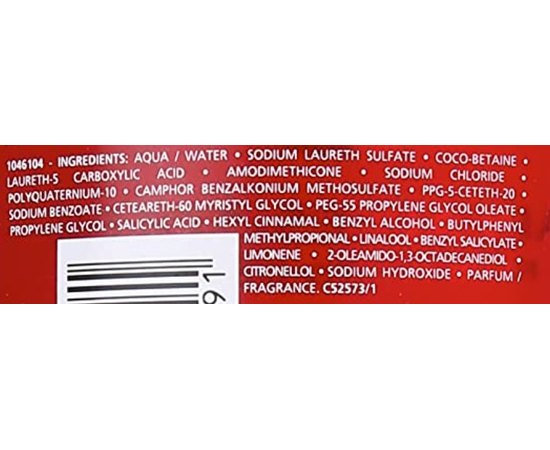 1046104 - INGREDIENTS: AQUA / WATER • SODIUM LAURETH SULFATE • COCO-BETAINE •
LAURETH-5 CARBOXYLIC ACID • AMODIMETHICONE • SODIUM CHLORIDE •
POLYQUATERNIUM-10 • CAMPHOR BENZALKONIUM METHOSULFATE • PPG-5-CETETH-20 •
SODIUM BENZOATE • CETEARETH-60 MYRISTYL GLYCOL • PEG-55 PROPYLENE GLYCOL OLEATE •
PROPYLENE GLYCOL • SALICYLIC ACID • HEXYL CINNAMAL • BENZYL ALCOHOL • BUTYLPHENYL
METHYLPROPIONAL • LINALOOL • BENZYL SALICYLATE •
LIMONENE • 2-OLEAMIDO-1,3-OCTADECANEDIOL •
CITRONELLOL • SODIUM HYDROXIDE • PARFUM /
FRAGRANCE. C52573/1
91